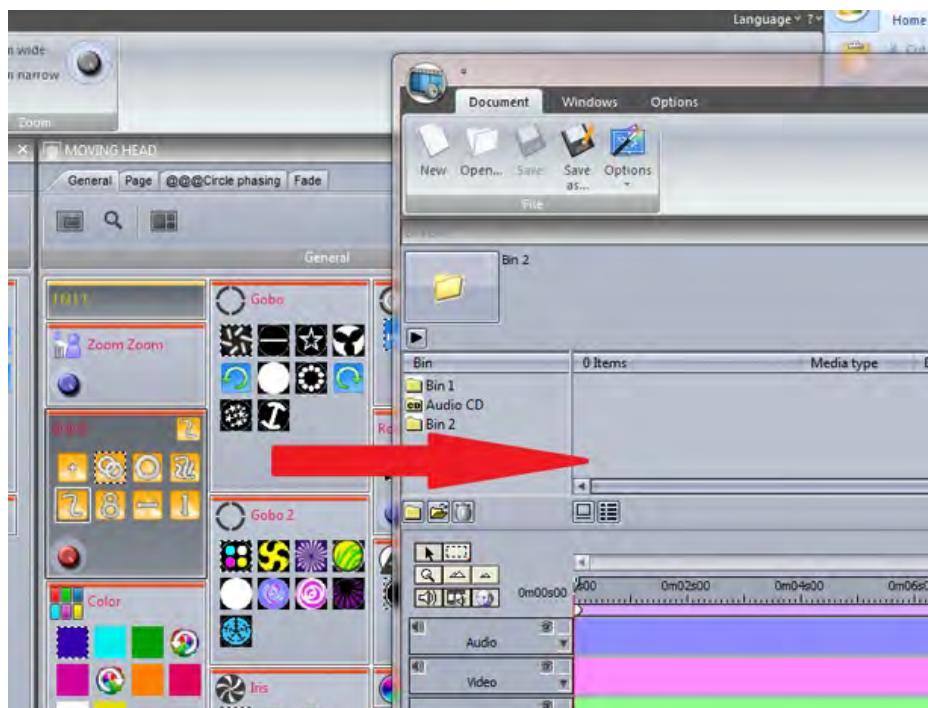 Language ?
Home
n wide
n narrow
Zoom
MOVING HEAD
General Page @@@Circle phasing Fade
General
Zoom Zoom
Gobo
Gobo 2
Color
Iris
Document Windows Options
New Open... Save Save as... Options
File
Bin 2
Bin 0 Items Media type
Bin 1
CD Audio CD
Bin 2
0m00s00 0m02s00 0m04s00
Audio
Video